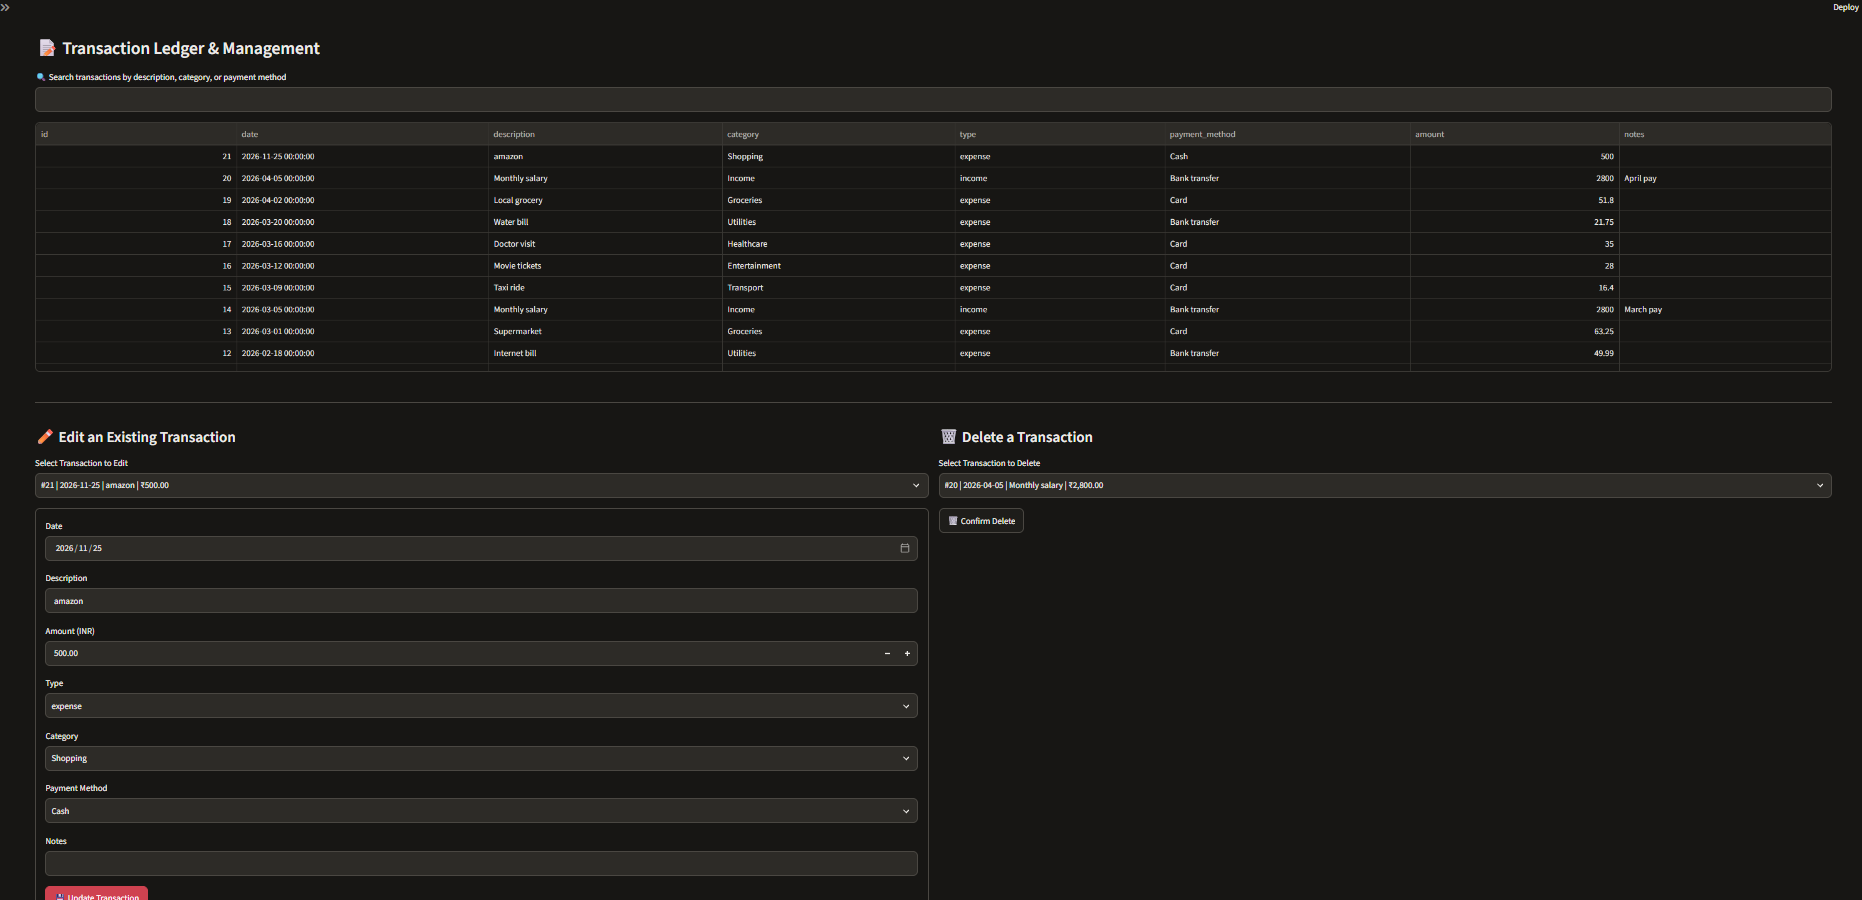 Deploy
Transaction Ledger & Management
Search transactions by description, category, or payment method
id date description category type payment_method amount notes
21 2026-11-25 00:00:00 amazon Shopping expense Cash 500
20 2026-04-05 00:00:00 Monthly salary Income income Bank transfer 2800 April pay
19 2026-04-02 00:00:00 Local grocery Groceries expense Card 51.8
18 2026-03-20 00:00:00 Water bill Utilities expense Bank transfer 21.75
17 2026-03-16 00:00:00 Doctor visit Healthcare expense Card 35
16 2026-03-12 00:00:00 Movie tickets Entertainment expense Card 28
15 2026-03-09 00:00:00 Taxi ride Transport expense Card 16.4
14 2026-03-05 00:00:00 Monthly salary Income income Bank transfer 2800 March pay
13 2026-03-01 00:00:00 Supermarket Groceries expense Card 63.25
12 2026-02-18 00:00:00 Internet bill Utilities expense Bank transfer 49.99
Edit an Existing Transaction
Select Transaction to Edit
#21 | 2026-11-25 | amazon | ₹500.00
Date
2026 / 11 / 25
Description
amazon
Amount (INR)
500.00
Type
expense
Category
Shopping
Payment Method
Cash
Notes
Update Transaction
Delete a Transaction
Select Transaction to Delete
#20 | 2026-04-05 | Monthly salary | ₹2,800.00
Confirm Delete